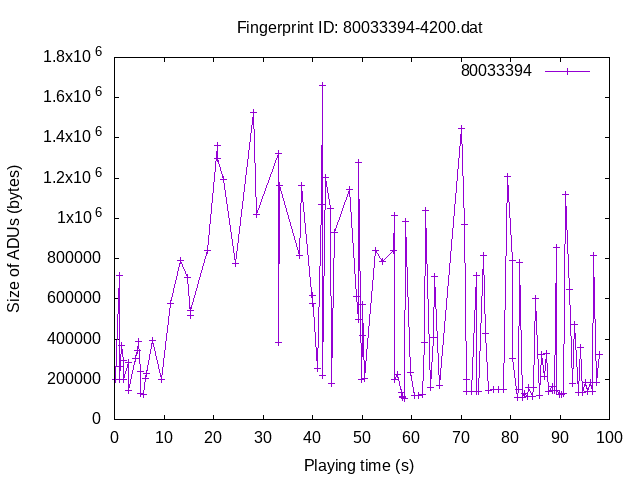 Fingerprint ID: 80033394-4200.dat
80033394
Size of ADUs (bytes)
1.8x10^6
1.6x10^6
1.4x10^6
1.2x10^6
1x10^6
800000
600000
400000
200000
0
0 10 20 30 40 50 60 70 80 90 100
Playing time (s)